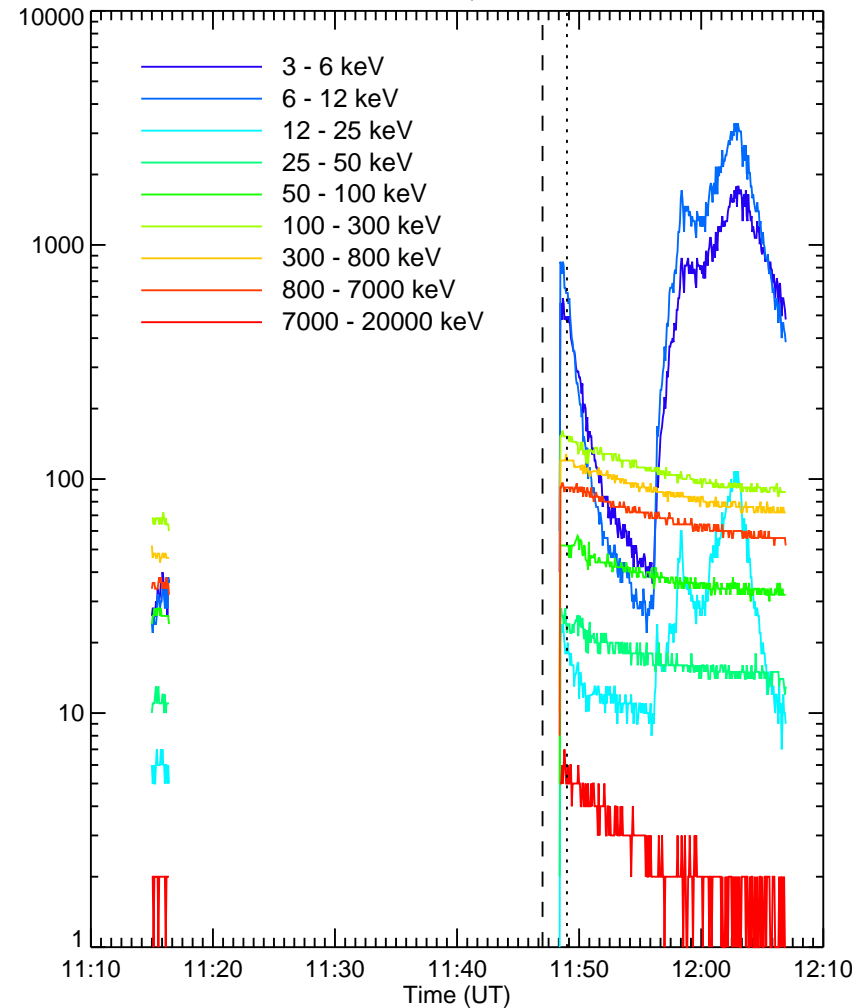 10000
3 - 6 keV
6 - 12 keV
12 - 25 keV
25 - 50 keV
50 - 100 keV
100 - 300 keV
300 - 800 keV
800 - 7000 keV
7000 - 20000 keV
1000
100
10
1
11:10 11:20 11:30 11:40 11:50 12:00 12:10
Time (UT)